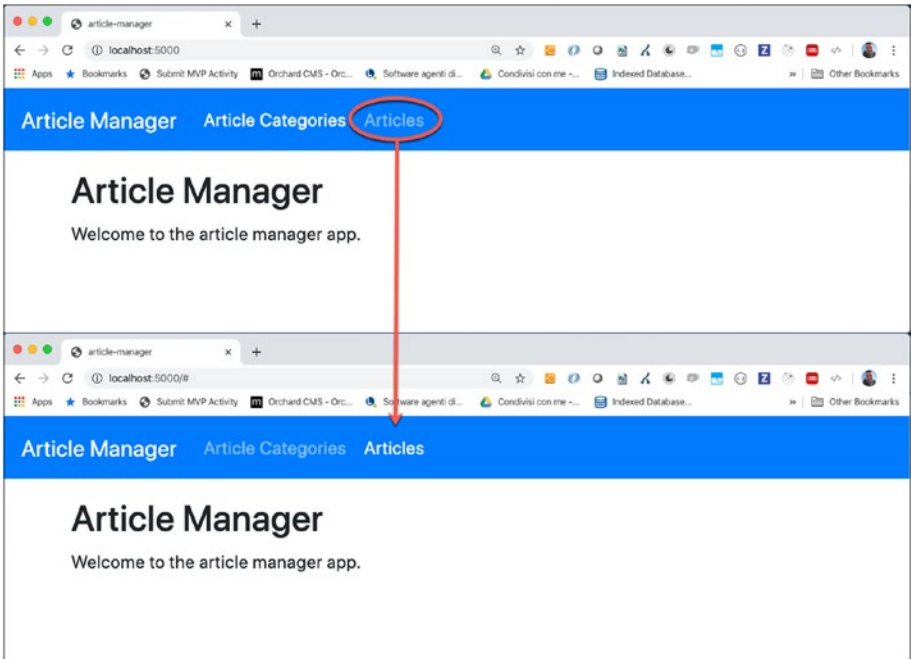 article-manager
localhost:5000
Apps Bookmarks Submit MVP Activity m Orchard CMS - Orc... Software agenti di... Condivisi con me -... Indexed Database... » Other Bookmarks
Article Manager Article Categories Articles
Article Manager
Welcome to the article manager app.
article-manager
localhost:5000/#
Apps Bookmarks Submit MVP Activity m Orchard CMS - Orc... Software agenti di... Condivisi con me -... Indexed Database... » Other Bookmarks
Article Manager Article Categories Articles
Article Manager
Welcome to the article manager app.